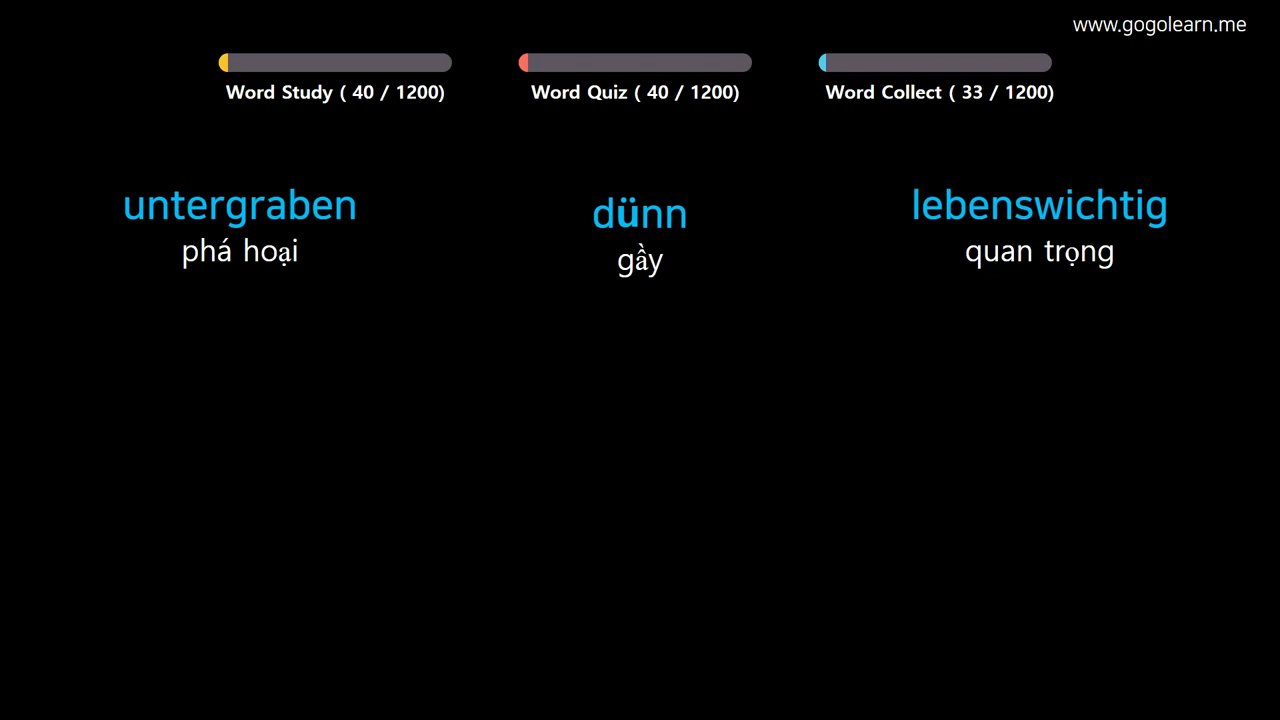 www.gogolearn.me
Word Study ( 40 / 1200)
Word Quiz ( 40 / 1200)
Word Collect ( 33 / 1200)
untergraben
phá hoại
dünn
gầy
lebenswichtig
quan trọng